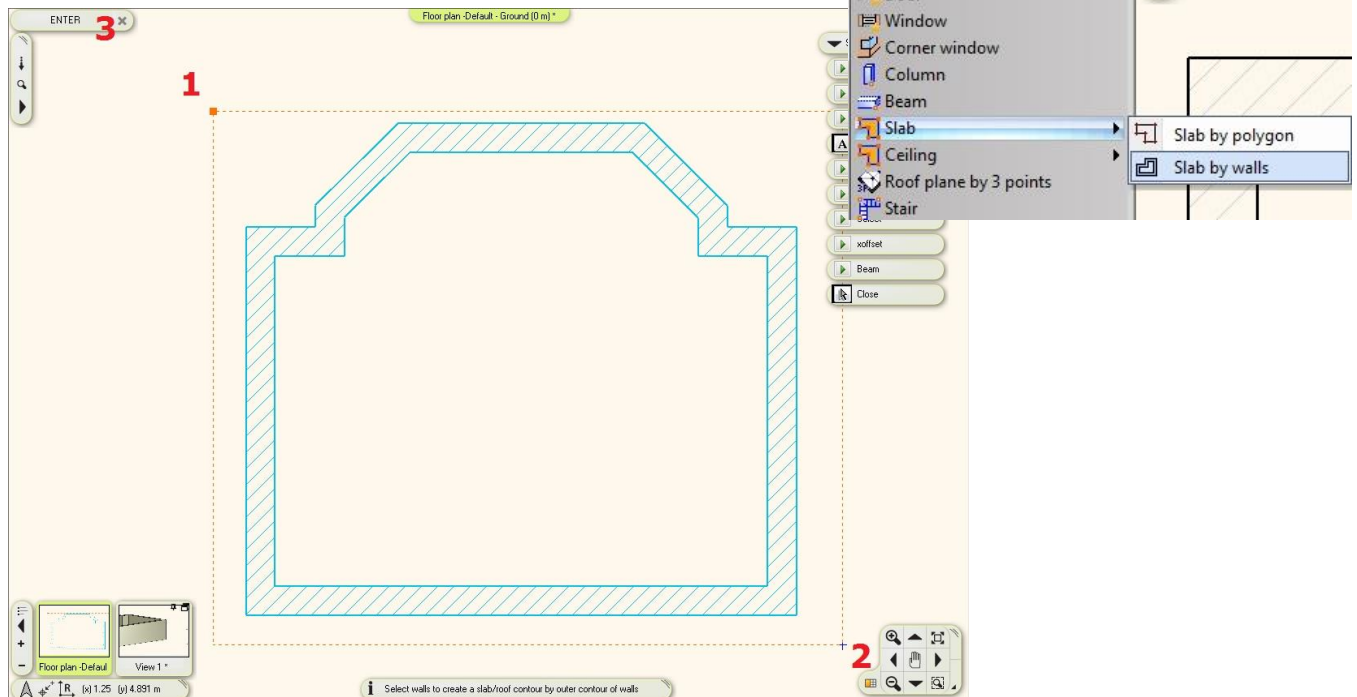 ENTER
3
Floor plan -Default - Ground (0 m) *
1
Window
Corner window
Column
Beam
Slab
Ceiling
Roof plane by 3 points
Stair
Slab by polygon
Slab by walls
A
xoffset
Beam
Close
2
Floor plan -Defaul
View 1 *
R (x) 1.25 (y) 4.891 m
i Select walls to create a slab/roof contour by outer contour of walls